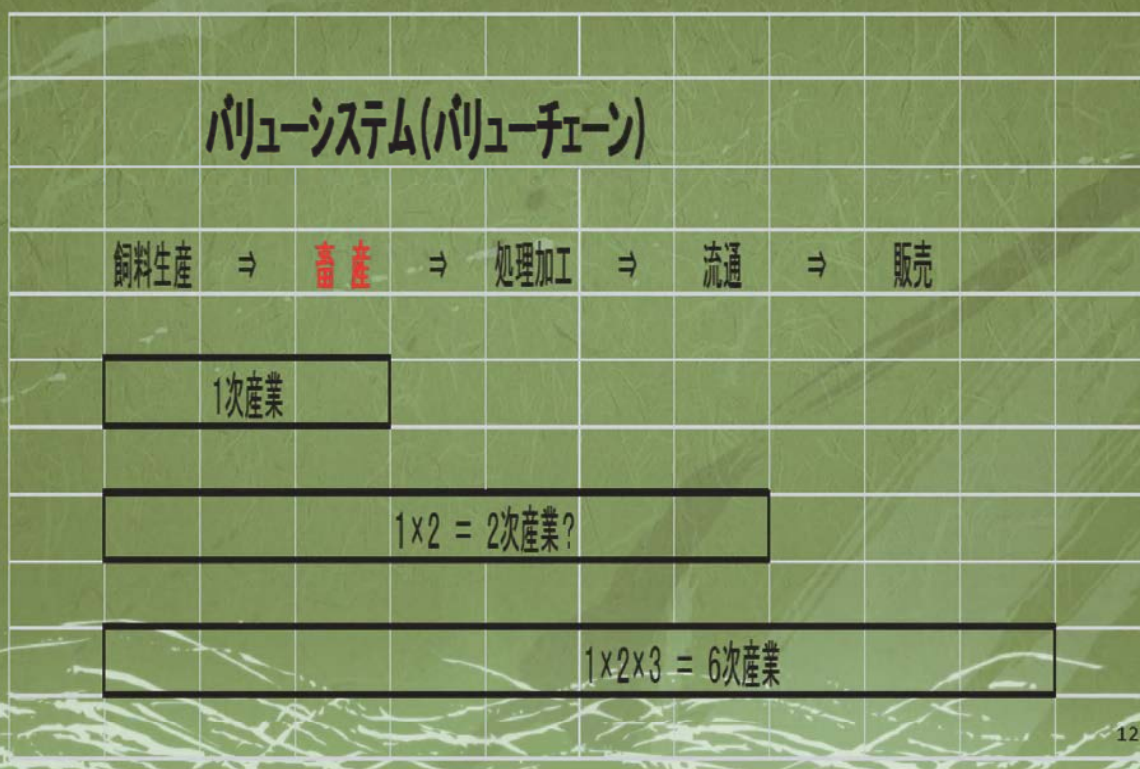 バリューシステム(バリューチェーン)
飼料生産 ⇒ 畜 産 ⇒ 処理加工 ⇒ 流通 ⇒ 販売
1次産業
1×2 = 2次産業?
1×2×3 = 6次産業
12